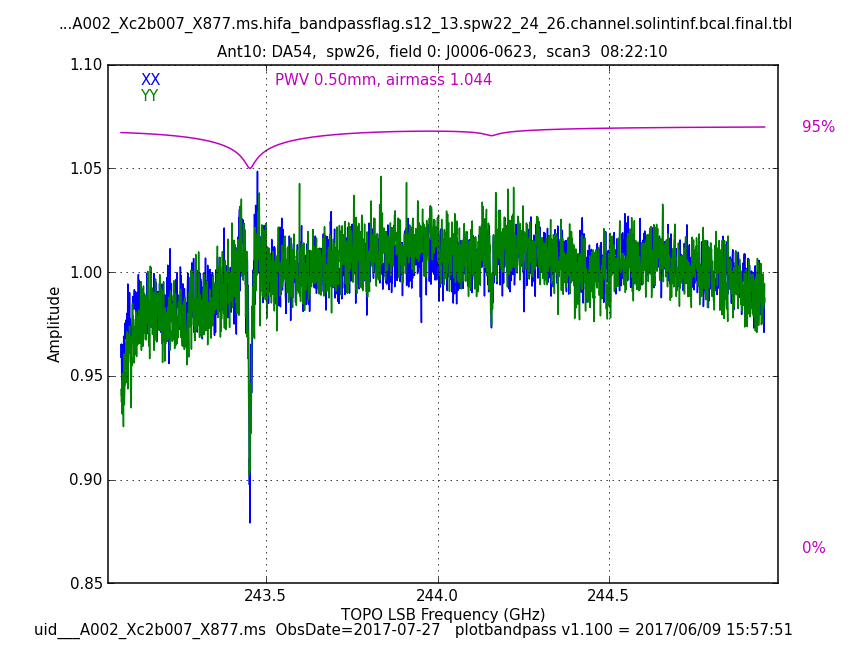 ...A002_Xc2b007_X877.ms.hifa_bandpassflag.s12_13.spw22_24_26.channel.solintinf.bcal.final.tbl
Ant10: DA54,  spw26,  field 0: J0006-0623,  scan3  08:22:10
1.10
XX
PWV 0.50mm, airmass 1.044
YY
95%
1.05
1.00
Amplitude
0.95
0.90
0%
0.85
243.5 244.0 244.5
TOPO LSB Frequency (GHz)
uid___A002_Xc2b007_X877.ms  ObsDate=2017-07-27   plotbandpass v1.100 = 2017/06/09 15:57:51